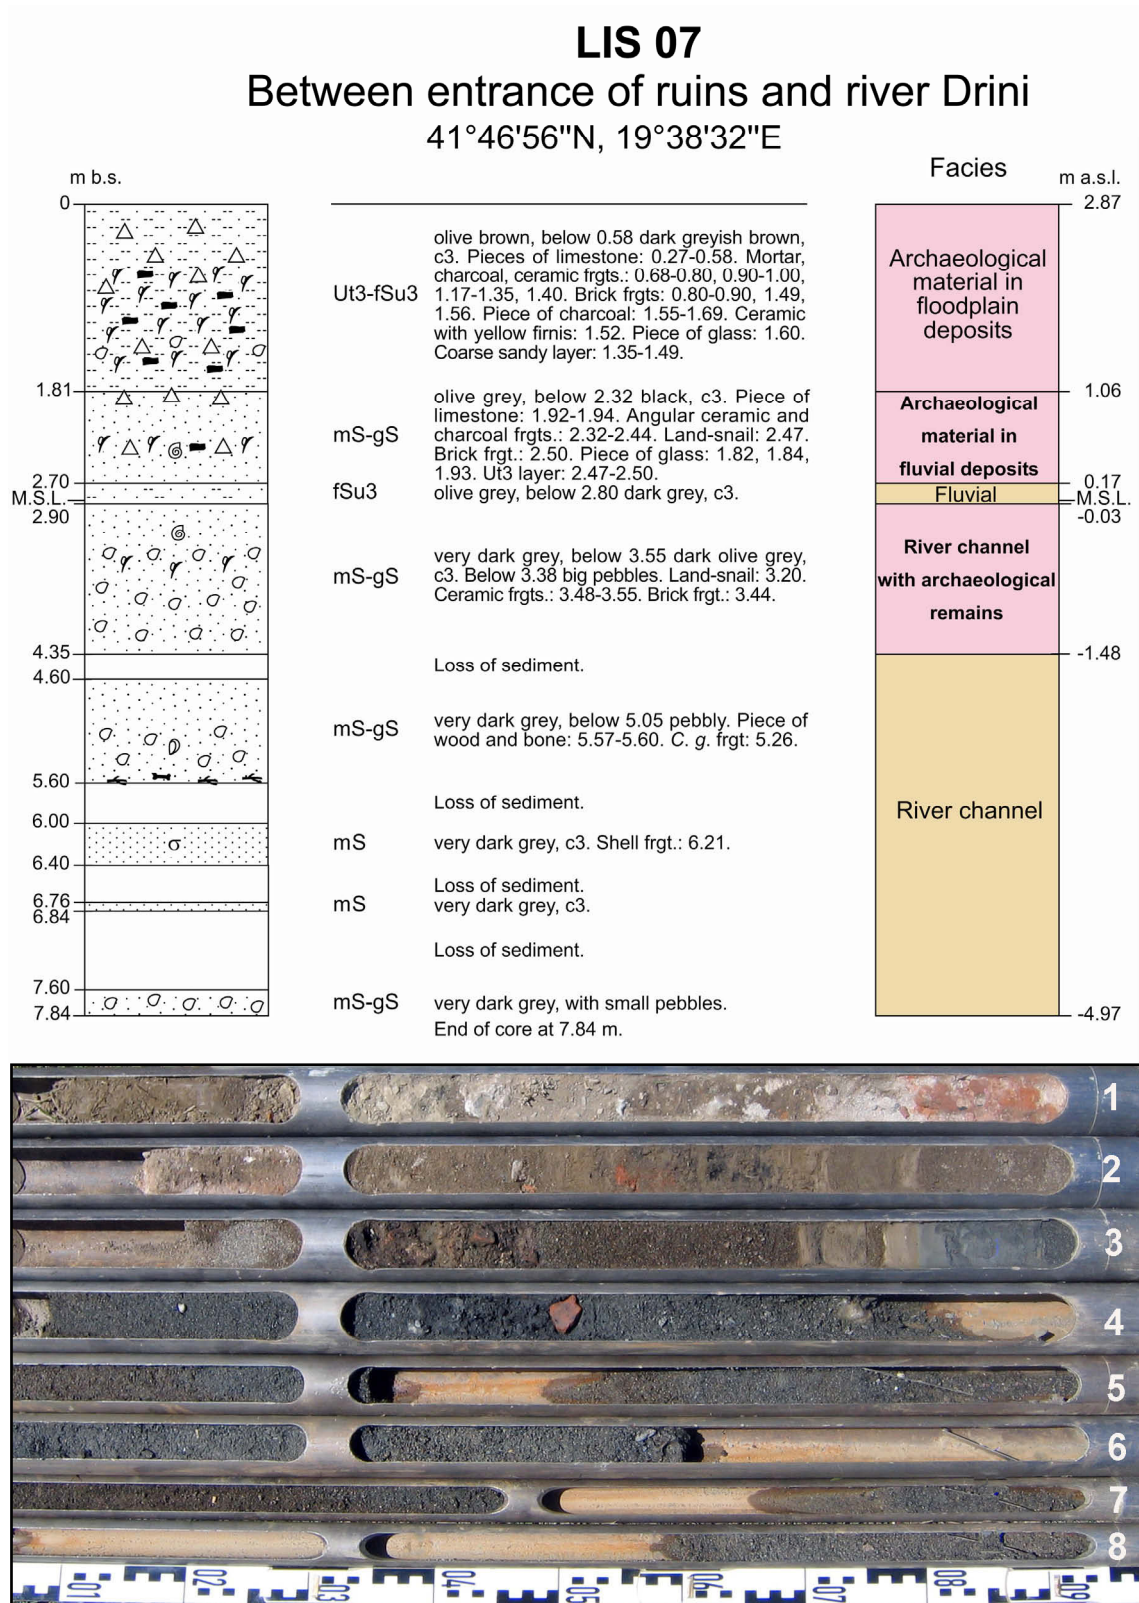 LIS 07
Between entrance of ruins and river Drini
41°46'56"N, 19°38'32"E
Facies
m b.s.
m a.s.l.
0
2.87
olive brown, below 0.58 dark greyish brown,
c3. Pieces of limestone: 0.27-0.58. Mortar,
charcoal, ceramic frgts.: 0.68-0.80, 0.90-1.00,
Ut3-fSu3
1.17-1.35, 1.40. Brick frgts: 0.80-0.90, 1.49,
1.56. Piece of charcoal: 1.55-1.69. Ceramic
with yellow firnis: 1.52. Piece of glass: 1.60.
Coarse sandy layer: 1.35-1.49.
Archaeological
material in
floodplain
deposits
1.81
1.06
olive grey, below 2.32 black, c3. Piece of
limestone: 1.92-1.94. Angular ceramic and
mS-gS
charcoal frgts.: 2.32-2.44. Land-snail: 2.47.
Brick frgt.: 2.50. Piece of glass: 1.82, 1.84,
1.93. Ut3 layer: 2.47-2.50.
Archaeological
material in
fluvial deposits
2.70
0.17
fSu3
olive grey, below 2.80 dark grey, c3.
Fluvial
M.S.L.
M.S.L.
2.90
-0.03
mS-gS
very dark grey, below 3.55 dark olive grey,
c3. Below 3.38 big pebbles. Land-snail: 3.20.
Ceramic frgts.: 3.48-3.55. Brick frgt.: 3.44.
River channel
with archaeological
remains
4.35
-1.48
Loss of sediment.
4.60
mS-gS
very dark grey, below 5.05 pebbly. Piece of
wood and bone: 5.57-5.60. C. g. frgt: 5.26.
5.60
Loss of sediment.
River channel
6.00
mS
very dark grey, c3. Shell frgt.: 6.21.
6.40
Loss of sediment.
6.76
mS
very dark grey, c3.
6.84
Loss of sediment.
7.60
mS-gS
very dark grey, with small pebbles.
7.84
-4.97
End of core at 7.84 m.
1
2
3
4
5
6
7
8
01
02
03
04
05
06
07
08
09